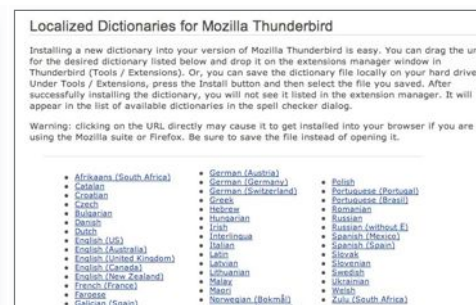 Localized Dictionaries for Mozilla Thunderbird
Installing a new dictionary into your version of Mozilla Thunderbird is easy. You can drag the ur
for the desired dictionary listed below and drop it on the extensions manager window in
Thunderbird (Tools / Extensions). Or, you can save the dictionary file locally on your hard drive
Under Tools / Extensions, press the Install button and then select the file you saved. After
successfully installing the dictionary, you will not see it listed in the extension manager. It will
appear in the list of available dictionaries in the spell checker dialog.
Warning: clicking on the URL directly may cause it to get installed into your browser if you are
using the Mozilla suite or Firefox. Be sure to save the file instead of opening it.
Afrikaans (South Africa)
Catalan
Croatian
Czech
Bulgarian
Danish
Dutch
English (US)
English (Australia)
English (United Kingdom)
English (Canada)
English (New Zealand)
French (France)
Faroese
Galician (Spain)
German (Austria)
German (Germany)
German (Switzerland)
Greek
Hebrew
Hungarian
Irish
Interlingua
Italian
Latin
Latvian
Lithuanian
Malay
Maori
Norwegian (Bokmål)
Polish
Portuguese (Portugal)
Portuguese (Brasil)
Romanian
Russian
Russian (without E)
Spanish (Mexico)
Spanish (Spain)
Slovak
Slovenian
Swedish
Ukrainian
Welsh
Zulu (South Africa)